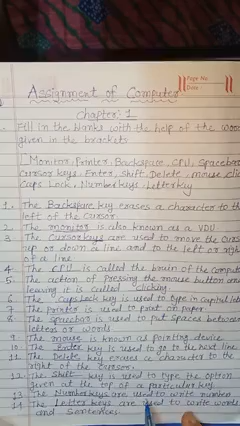 Page No.
Date :
Assignment of Computer
Chapter: 1
Fill in the blanks with the help of the words
given in the brackets
[Monitor, Printer, Backspace, CPU, Spacebar
Cursor keys, Enter, Shift, Delete, mouse clic
Caps Lock, Number keys, Letter key
1. The Backspace key erases a character to the
left of the cursor.
2. The monitor is also known as a VDU
3. The Cursor keys are used to move the Curs
up or down a line and to the left or righ
of a line
4. The CPU is called the brain of the Compute
5. The action of pressing the mouse button an
leaving it is called clicking.
6. The Caps Lock key is used to type in Capital lett
7. The printer is used to print on paper
8. The spacebar is used to put spaces between
letters or words
9. The mouse is known as pointing device.
10. The Enter key is used to go to the next line.
11. The Delete key erases a character to the
right of the cursor.
12. The Shift key is used to type the option
given at the top of a particular key.
13. The Number keys are used to write number
14. The Letter keys are used to write words
and sentences.